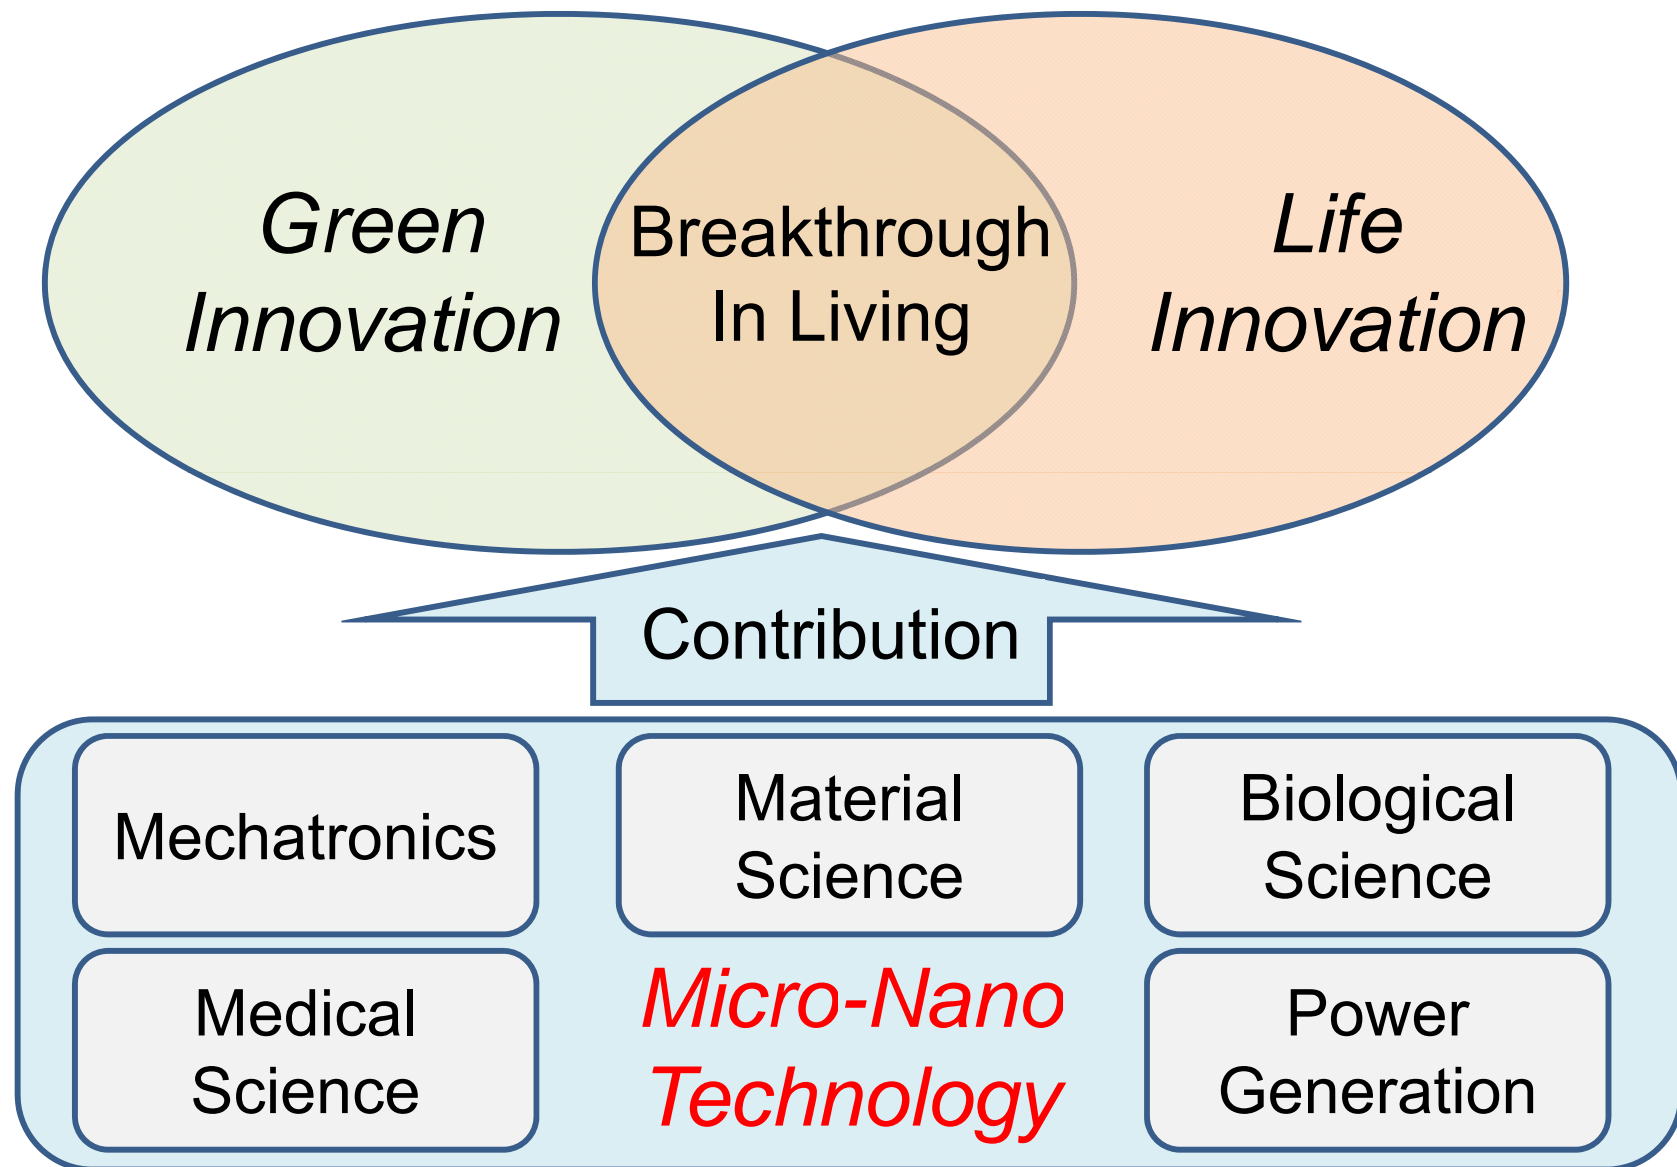 Green
Innovation
Breakthrough
In Living
Life
Innovation
Contribution
Mechatronics
Material
Science
Biological
Science
Medical
Science
Micro-Nano
Technology
Power
Generation